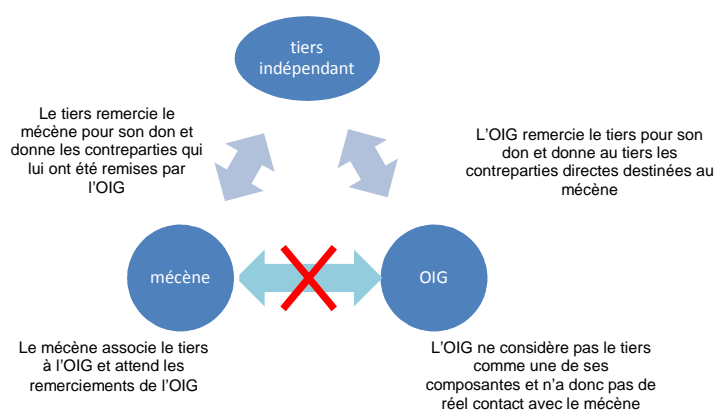 tiers
indépendant
Le tiers remercie le
mécène pour son don et
donne les contreparties qui
lui ont été remises par
l'OIG
L'OIG remercie le tiers pour son
don et donne au tiers les
contreparties directes destinées au
mécène
mécène
OIG
Le mécène associe le tiers
à l'OIG et attend les
remerciements de l'OIG
L'OIG ne considère pas le tiers
comme une de ses
composantes et n'a donc pas de
réel contact avec le mécène